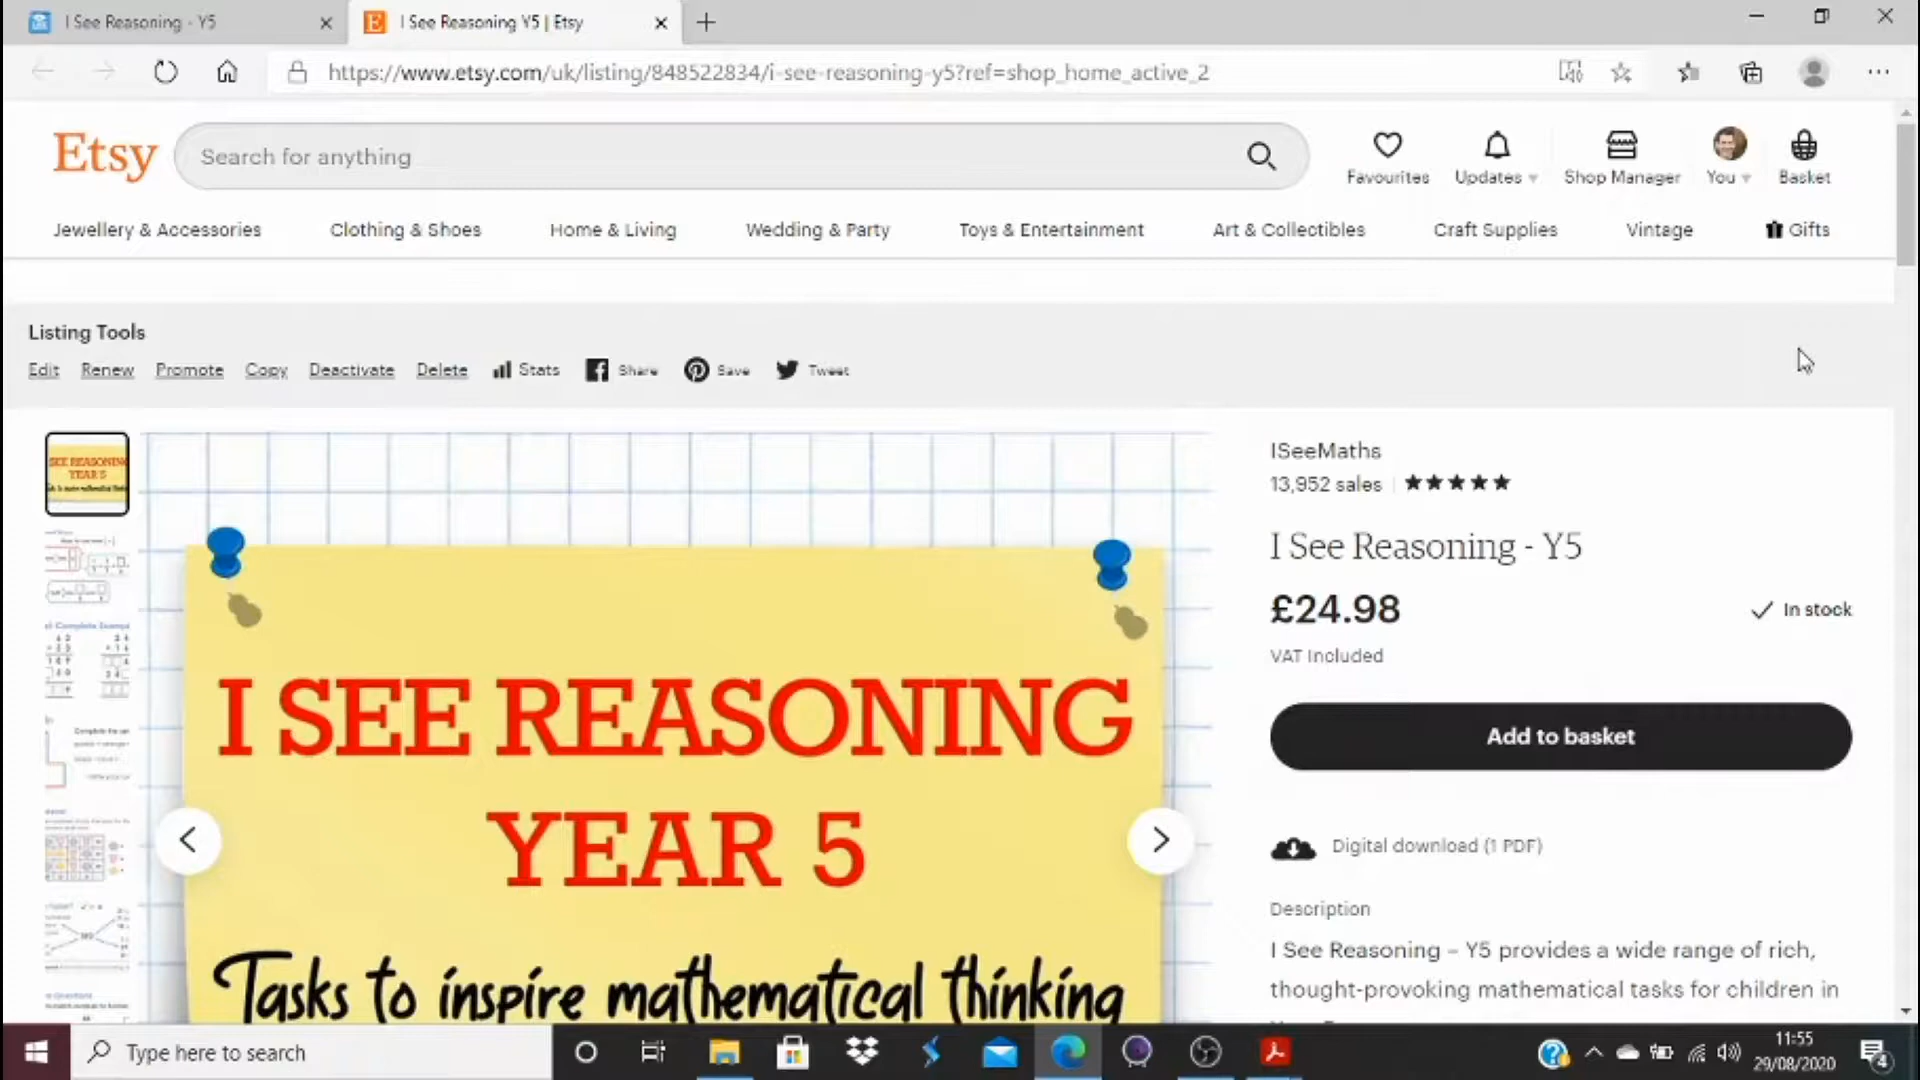 I See Reasoning - Y5
I See Reasoning Y5 | Etsy
https://www.etsy.com/uk/listing/848522834/i-see-reasoning-y5?ref=shop_home_active_2
Etsy
Search for anything
Favourites
Updates
Shop Manager
You
Basket
Jewellery & Accessories
Clothing & Shoes
Home & Living
Wedding & Party
Toys & Entertainment
Art & Collectibles
Craft Supplies
Vintage
Gifts
Listing Tools
Edit
Renew
Promote
Copy
Deactivate
Delete
Stats
Share
Save
Tweet
I SEE REASONING
YEAR 5
Tasks to inspire mathematical thinking
ISeeMaths
13,952 sales
I See Reasoning - Y5
£24.98
In stock
VAT Included
Add to basket
Digital download (1 PDF)
Description
I See Reasoning – Y5 provides a wide range of rich,
thought-provoking mathematical tasks for children in
Type here to search
11:55
29/08/2020
4